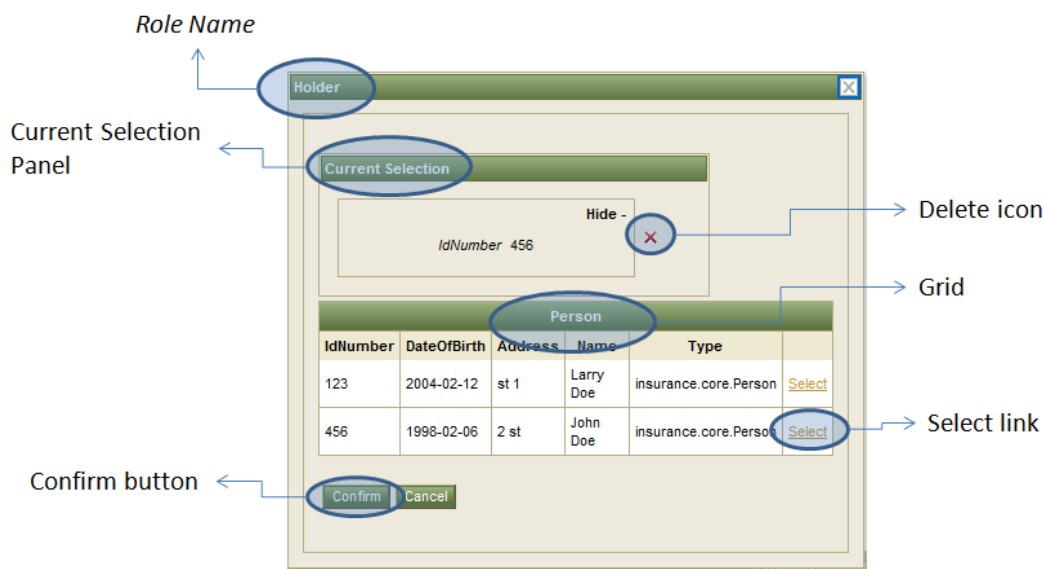 Role Name
Holder
Current Selection
Panel
Current Selection
Hide -
Delete icon
IdNumber 456
Grid
Person
IdNumber DateOfBirth Address Name Type
123 2004-02-12 st 1 Larry Doe insurance.core.Person Select
456 1998-02-06 2 st John Doe insurance.core.Person Select
Select link
Confirm button
Confirm Cancel